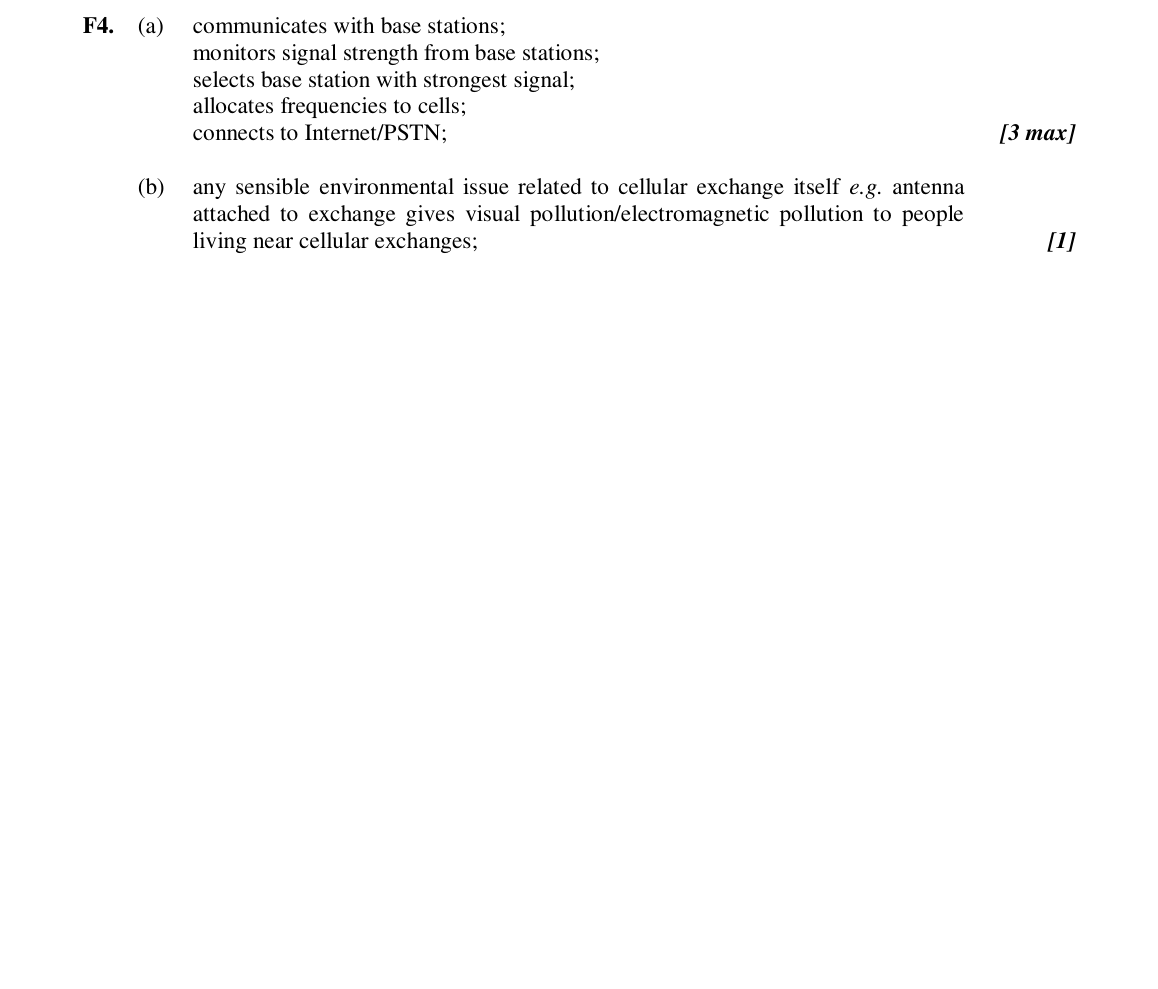 F4. (a) communicates with base stations;
monitors signal strength from base stations;
selects base station with strongest signal;
allocates frequencies to cells;
connects to Internet/PSTN; [3 max]
(b) any sensible environmental issue related to cellular exchange itself e.g. antenna
attached to exchange gives visual pollution/electromagnetic pollution to people
living near cellular exchanges; [1]